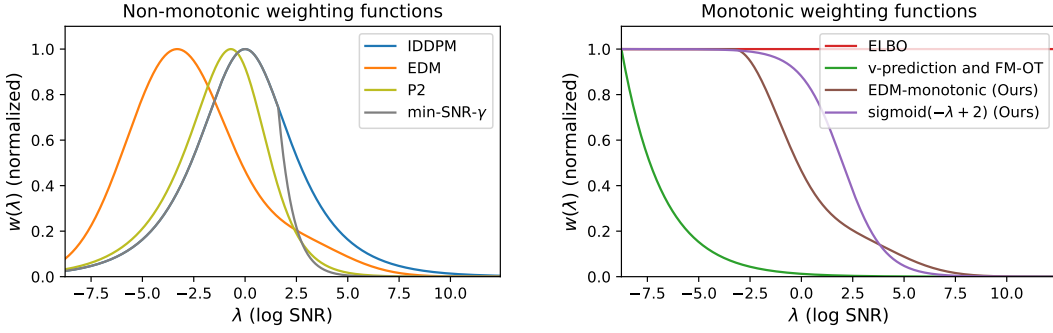 Non-monotonic weighting functions
w(λ) (normalized)
1.0
0.8
0.6
0.4
0.2
0.0
IDDPM
EDM
P2
min-SNR-γ
−7.5 −5.0 −2.5 0.0 2.5 5.0 7.5 10.0
λ (log SNR)
Monotonic weighting functions
w(λ) (normalized)
1.0
0.8
0.6
0.4
0.2
0.0
ELBO
v-prediction and FM-OT
EDM-monotonic (Ours)
sigmoid(−λ + 2) (Ours)
−7.5 −5.0 −2.5 0.0 2.5 5.0 7.5 10.0
λ (log SNR)